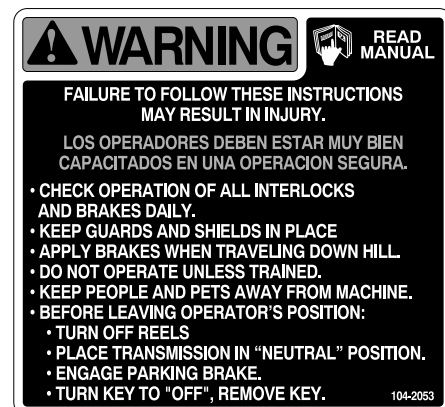 WARNING
READ
MANUAL
FAILURE TO FOLLOW THESE INSTRUCTIONS
MAY RESULT IN INJURY.
LOS OPERADORES DEBEN ESTAR MUY BIEN
CAPACITADOS EN UNA OPERACION SEGURA.
• CHECK OPERATION OF ALL INTERLOCKS
AND BRAKES DAILY.
• KEEP GUARDS AND SHIELDS IN PLACE
• APPLY BRAKES WHEN TRAVELING DOWN HILL.
• DO NOT OPERATE UNLESS TRAINED.
• KEEP PEOPLE AND PETS AWAY FROM MACHINE.
• BEFORE LEAVING OPERATOR'S POSITION:
• TURN OFF REELS
• PLACE TRANSMISSION IN “NEUTRAL” POSITION.
• ENGAGE PARKING BRAKE.
• TURN KEY TO "OFF", REMOVE KEY.
104-2053